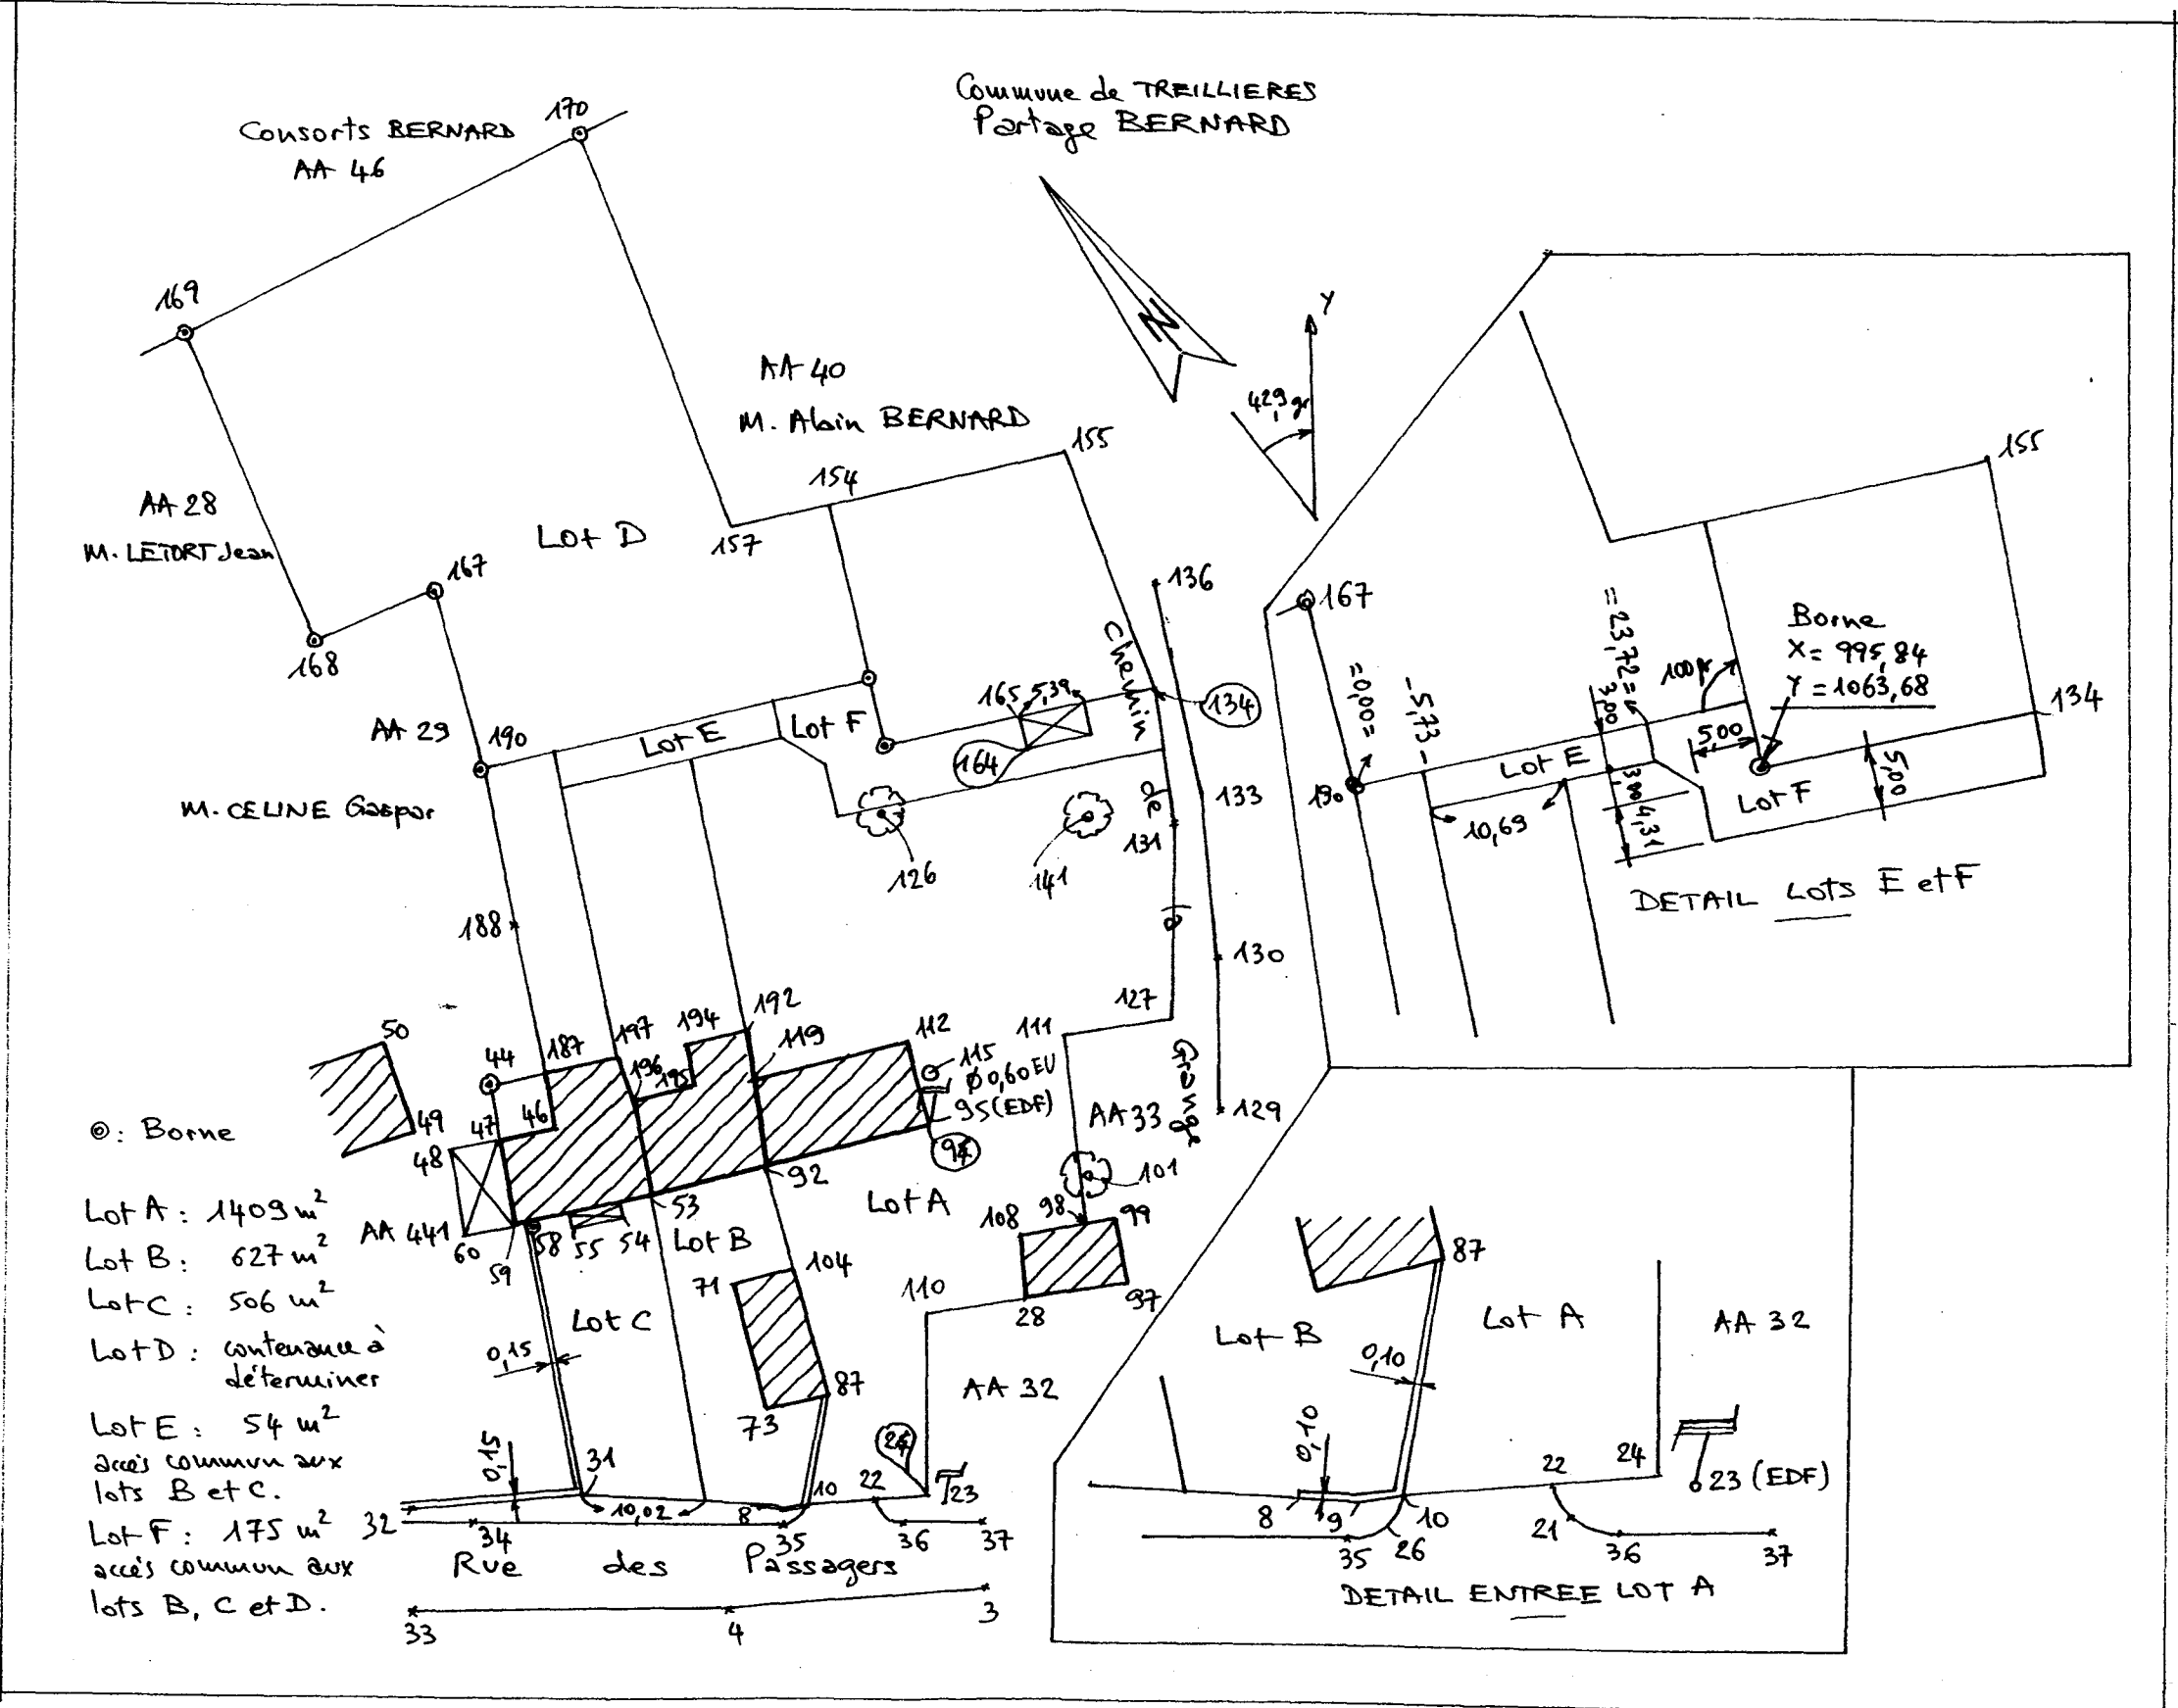 Commune de TREILLIERES
Partage BERNARD
Consorts BERNARD
AA 46
170
169
AA 40
M. Alain BERNARD
155
154
157
AA 28
M. LETORT Jean
Lot D
167
168
AA 29
190
Lot E
Lot F
165
5,39
164
134
136
Chemin
de
Grange
M. CELINE Gaspar
133
131
126
141
188
130
127
129
N
Y
42,9 gr
167
155
=23,72=
3,00
=0,00=
-5,73-
100 gr
Borne
X= 995,84
Y=1063,68
134
5,00
190
Lot E
10,69
4,31
Lot F
5,00
DETAIL Lots E et F
50
49
44
187
197
194
192
119
112
111
196
195
115
Ø 0,60 EU
95(EDF)
94
AA 33
101
47
46
48
AA 441
60
59
58
55
54
53
92
Lot A
Lot B
Lot C
108
98
99
97
28
110
104
71
73
87
AA 32
⊚: Borne
Lot A: 1409 m²
Lot B: 627 m²
Lot C: 506 m²
Lot D: contenance à
déterminer
Lot E: 54 m²
accès commun aux
lots B et C.
Lot F: 175 m²
accès commun aux
lots B, C et D.
0,15
0,15
31
32
34
10,02
8
10
22
24
23
35
36
37
Rue des Passagers
33
4
3
87
Lot B
Lot A
AA 32
0,10
0,10
8
9
10
22
24
23 (EDF)
21
35
26
36
37
DETAIL ENTREE LOT A